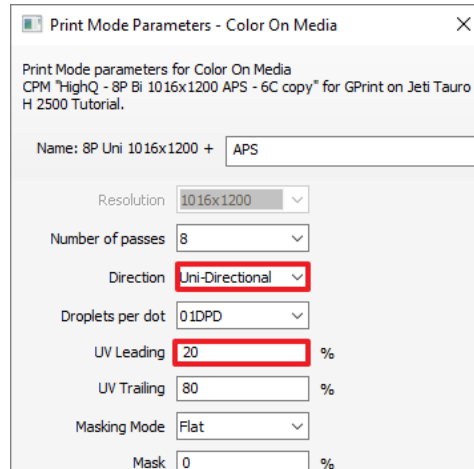 Print Mode Parameters - Color On Media
Print Mode parameters for Color On Media
CPM "HighQ - 8P Bi 1016x1200 APS - 6C copy" for GPrint on Jeti Tauro
H 2500 Tutorial.
Name: 8P Uni 1016x1200 + APS
Resolution 1016x1200
Number of passes 8
Direction Uni-Directional
Droplets per dot 01DPD
UV Leading 20 %
UV Trailing 80 %
Masking Mode Flat
Mask 0 %